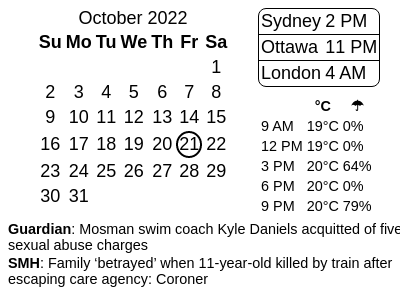 October 2022
Su Mo Tu We Th Fr Sa
1
2 3 4 5 6 7 8
9 10 11 12 13 14 15
16 17 18 19 20 21 22
23 24 25 26 27 28 29
30 31
Sydney 2 PM
Ottawa 11 PM
London 4 AM
°C ☂
9 AM 19°C 0%
12 PM 19°C 0%
3 PM 20°C 64%
6 PM 20°C 0%
9 PM 20°C 79%
Guardian: Mosman swim coach Kyle Daniels acquitted of five
sexual abuse charges
SMH: Family ‘betrayed’ when 11-year-old killed by train after
escaping care agency: Coroner